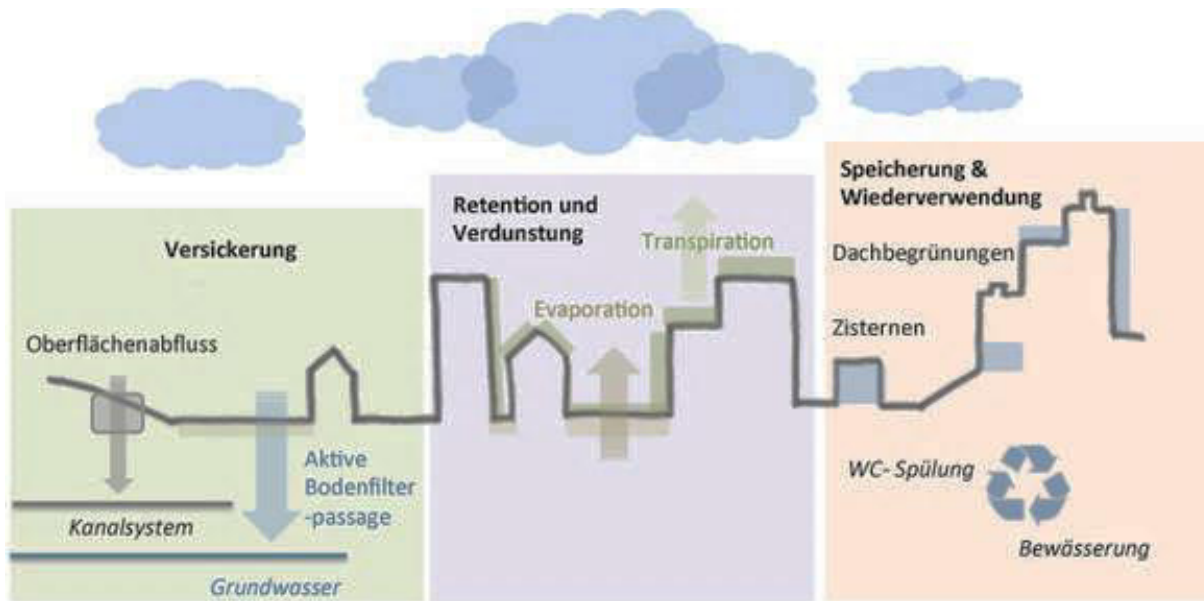 Versickerung
Oberflächenabfluss
Aktive
Bodenfilter
-passage
Kanalsystem
Grundwasser
Retention und
Verdunstung
Transpiration
Evaporation
Speicherung &
Wiederverwendung
Dachbegrünungen
Zisternen
WC- Spülung
Bewässerung